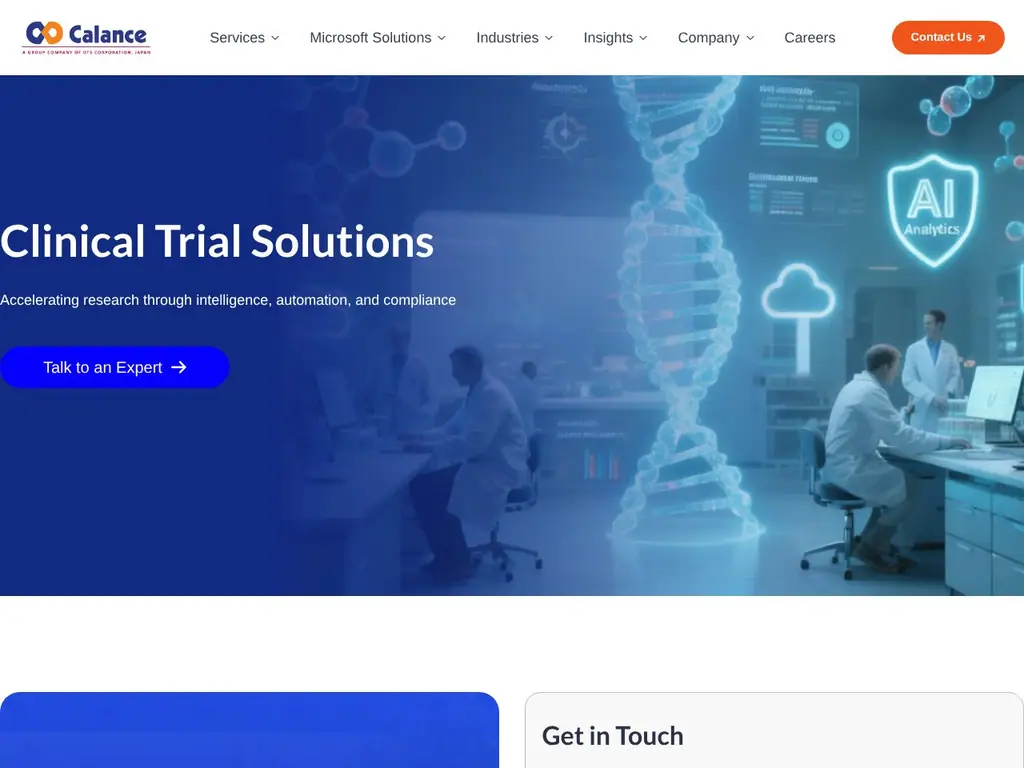 Calance
A GROUP COMPANY OF OTS CORPORATION, JAPAN
Services
Microsoft Solutions
Industries
Insights
Company
Careers
Contact Us
AI
Analytics
Clinical Trial Solutions
Accelerating research through intelligence, automation, and compliance
Talk to an Expert
Get in Touch